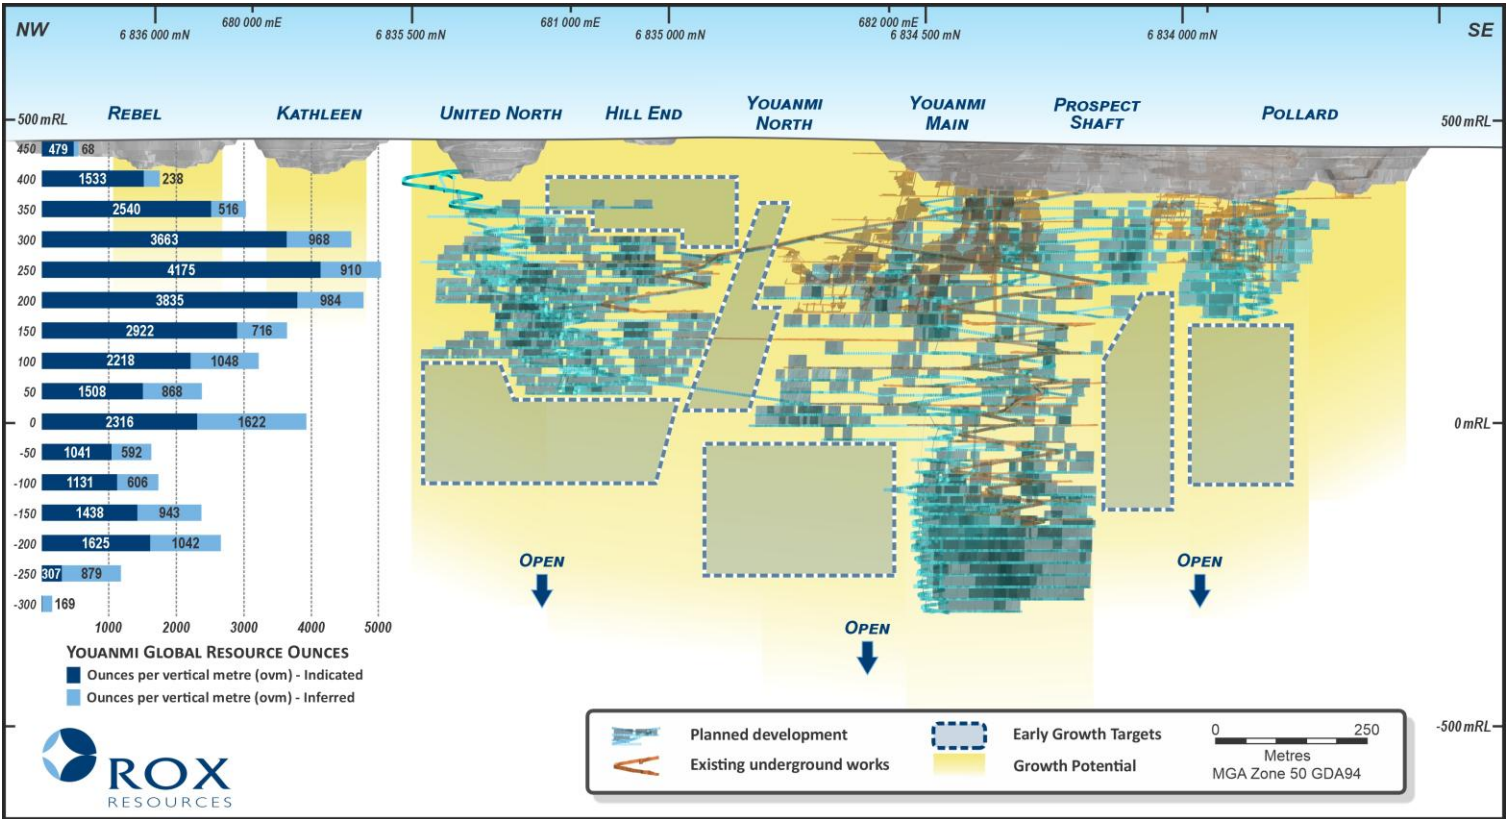 NW
680 000 mE
681 000 mE
682 000 mE
SE
6 836 000 mN
6 835 500 mN
6 835 000 mN
6 834 500 mN
6 834 000 mN
REBEL
KATHLEEN
UNITED NORTH
HILL END
YOUANMI
NORTH
YOUANMI
MAIN
PROSPECT
SHAFT
POLLARD
500 mRL
500 mRL
450 479 68
400 1533 238
350 2540 516
300 3663 968
250 4175 910
200 3835 984
150 2922 716
100 2218 1048
50 1508 868
0 2316 1622
0 mRL
-50 1041 592
-100 1131 606
-150 1438 943
-200 1625 1042
-250 307 879
-300 169
OPEN
OPEN
OPEN
1000 2000 3000 4000 5000
YOUANMI GLOBAL RESOURCE OUNCES
Ounces per vertical metre (ovm) - Indicated
Ounces per vertical metre (ovm) - Inferred
-500 mRL
ROX
RESOURCES
Planned development
Existing underground works
Early Growth Targets
Growth Potential
0 250
Metres
MGA Zone 50 GDA94